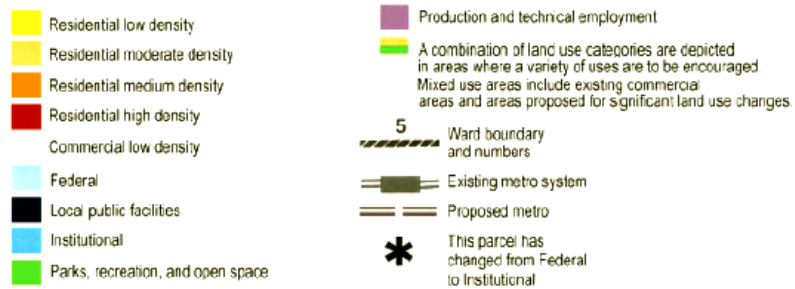 Residential low density
Residential moderate density
Residential medium density
Residential high density
Commercial low density
Federal
Local public facilities
Institutional
Parks, recreation, and open space
Production and technical employment
A combination of land use categories are depicted
in areas where a variety of uses are to be encouraged.
Mixed use areas include existing commercial
areas and areas proposed for significant land use changes.
5
Ward boundary
and numbers
Existing metro system
Proposed metro
*
This parcel has
changed from Federal
to Institutional